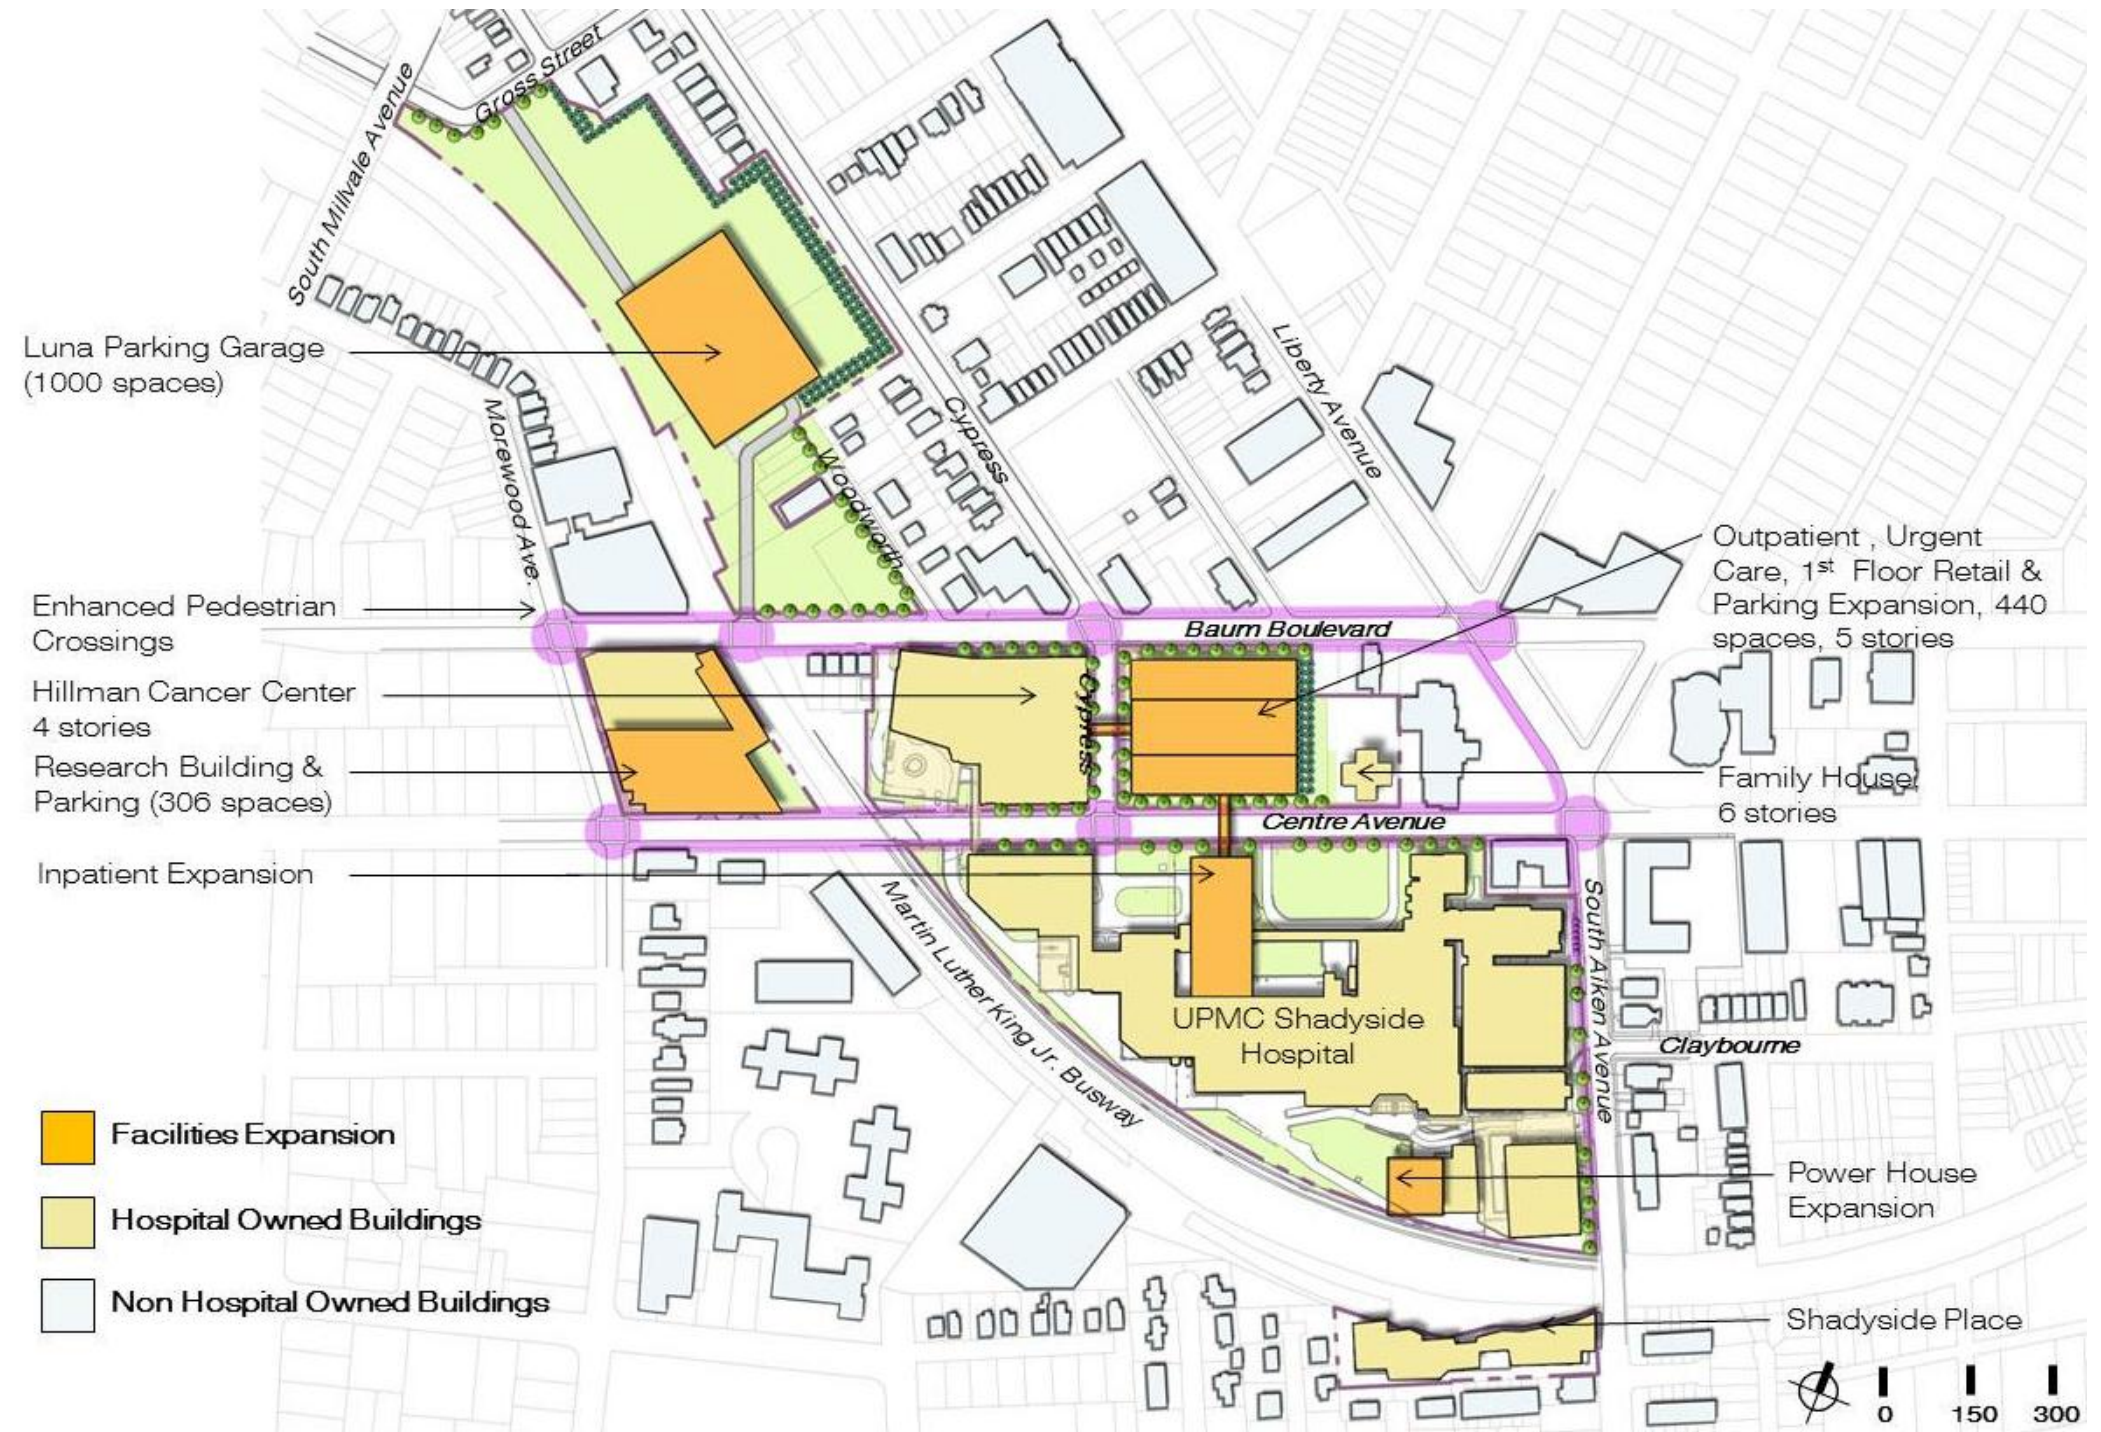 Gross Street
South Millvale Avenue
Luna Parking Garage
(1000 spaces)
Morewood Ave.
Cypress
Woodworth
Liberty Avenue
Outpatient , Urgent
Care, 1st Floor Retail &
Parking Expansion, 440
spaces, 5 stories
Enhanced Pedestrian
Crossings
Baum Boulevard
Hillman Cancer Center
4 stories
Cypress
Research Building &
Parking (306 spaces)
Family House,
6 stories
Centre Avenue
Inpatient Expansion
Martin Luther King Jr. Busway
South Aiken Avenue
UPMC Shadyside
Hospital
Claybourne
Facilities Expansion
Hospital Owned Buildings
Non Hospital Owned Buildings
Power House
Expansion
Shadyside Place
0 150 300